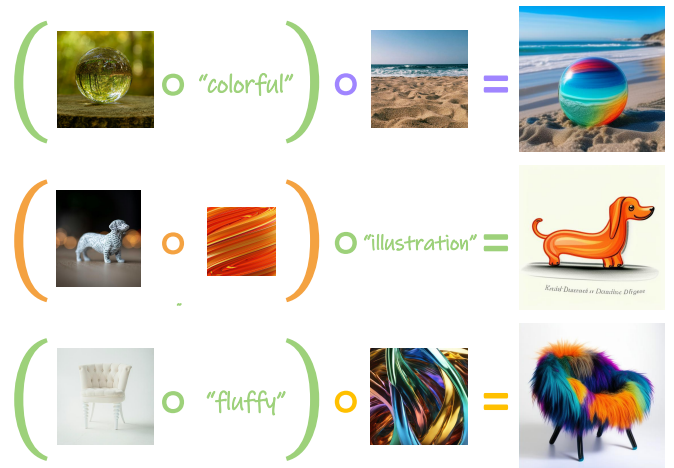 ( ○ “colorful” ) ○ =
( ○ ) ○ “illustration” =
( ○ “fluffy” ) ○ =